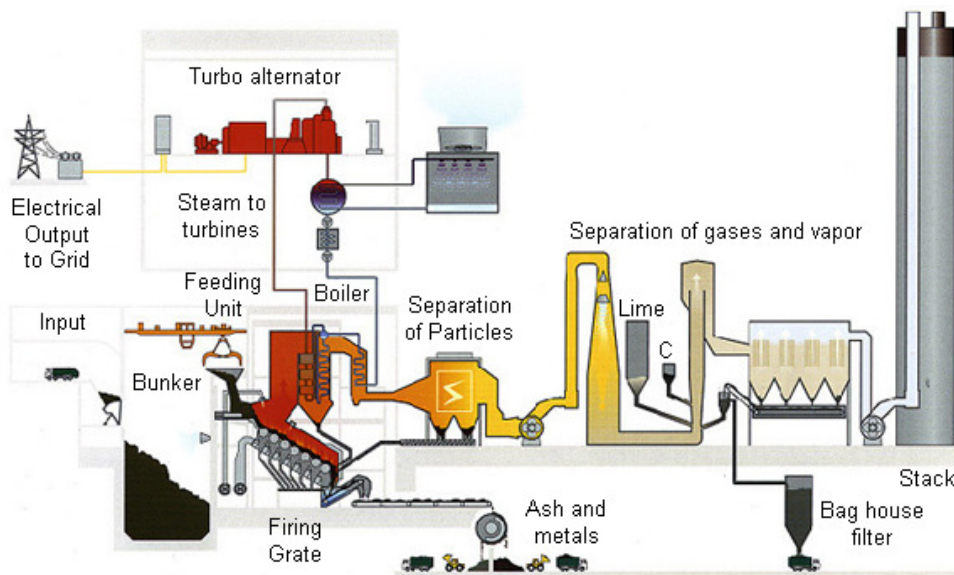 Turbo alternator
Electrical
Output
to Grid
Steam to
turbines
Separation of gases and vapor
Feeding
Unit
Boiler
Separation
of Particles
Lime
Input
C
Bunker
Stack
Firing
Grate
Ash and
metals
Bag house
filter